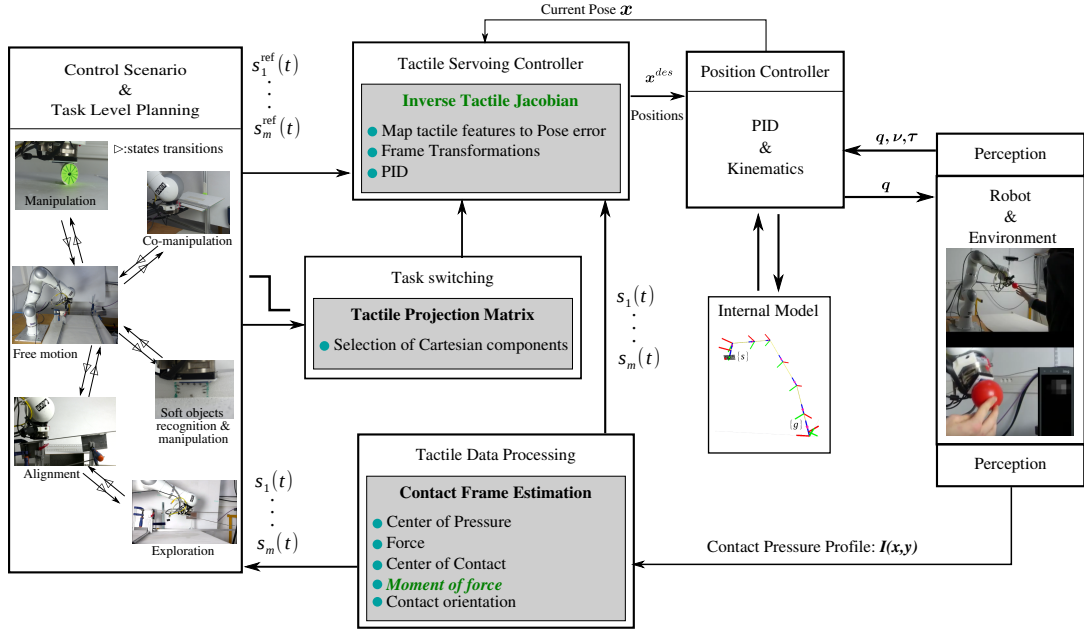 Current Pose x
Control Scenario
&
Task Level Planning
▷:states transitions
Manipulation
Co-manipulation
Free motion
Soft objects
recognition &
manipulation
Alignment
Exploration
s₁ʳᵉᶠ(t)
sₘʳᵉᶠ(t)
Tactile Servoing Controller
Inverse Tactile Jacobian
Map tactile features to Pose error
Frame Transformations
PID
x^des
Positions
Position Controller
PID
&
Kinematics
q, ν, τ
q
Perception
Robot
&
Environment
Perception
Task switching
Tactile Projection Matrix
Selection of Cartesian components
s₁(t)
sₘ(t)
Internal Model
{s}
{g}
Tactile Data Processing
Contact Frame Estimation
Center of Pressure
Force
Center of Contact
Moment of force
Contact orientation
s₁(t)
sₘ(t)
Contact Pressure Profile: I(x,y)